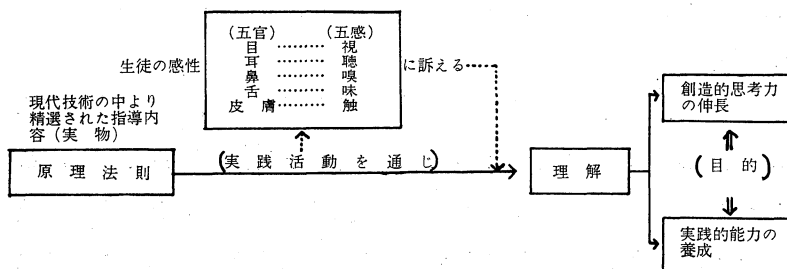 （五官）　（五感）
目………視
耳………聴
鼻………嗅
舌………味
皮膚………触
生徒の感性
に訴える
現代技術の中より
精選された指導内
容（実物）
原理法則
（実践活動を通じ）
理解
創造的思考力
の伸長
（目的）
実践的能力の
養成